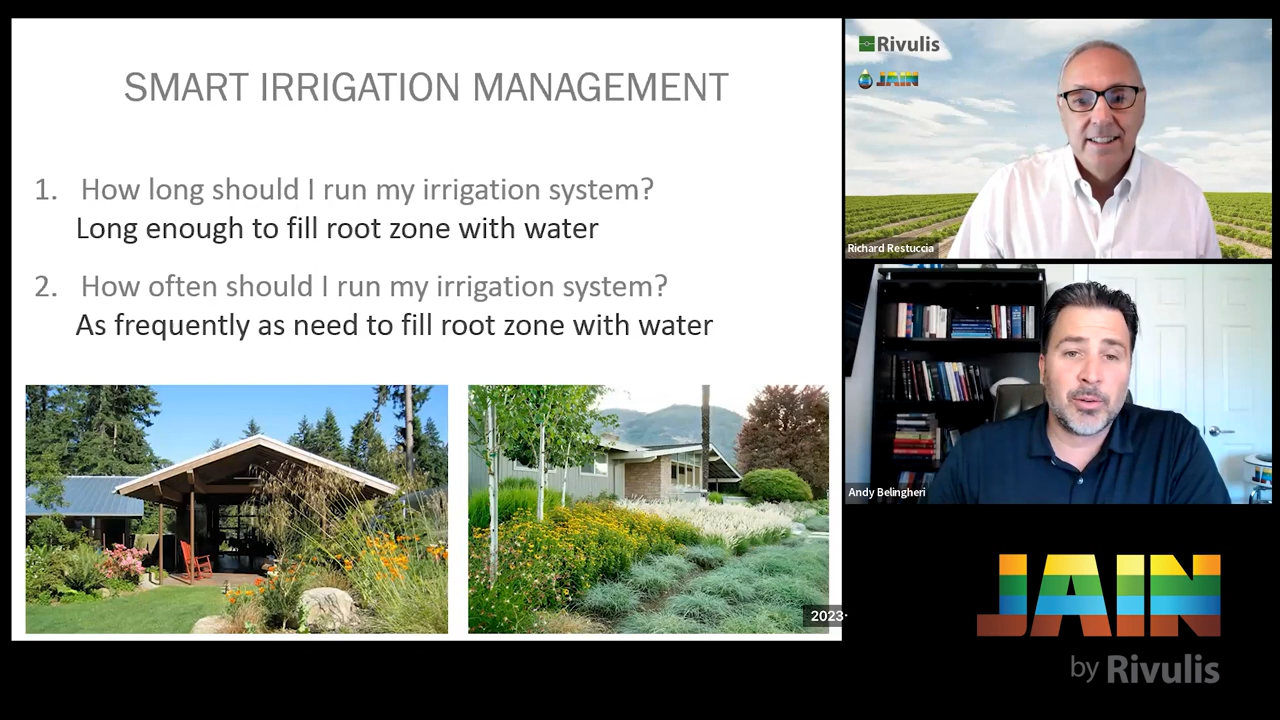 SMART IRRIGATION MANAGEMENT
1. How long should I run my irrigation system?
Long enough to fill root zone with water
2. How often should I run my irrigation system?
As frequently as need to fill root zone with water
2023-
Rivulis
JAIN
Richard Restuccia
Andy Belingheri
JAIN
by Rivulis